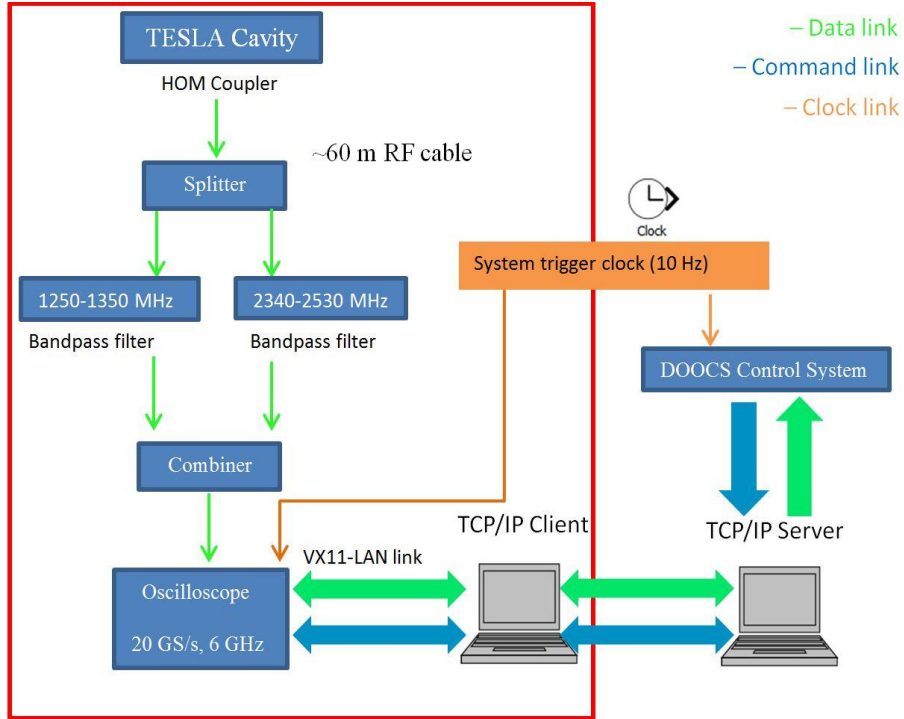 TESLA Cavity
HOM Coupler
– Data link
– Command link
– Clock link
~60 m RF cable
Splitter
Clock
System trigger clock (10 Hz)
1250-1350 MHz
2340-2530 MHz
Bandpass filter
Bandpass filter
DOOCS Control System
Combiner
TCP/IP Client
TCP/IP Server
VX11-LAN link
Oscilloscope
20 GS/s, 6 GHz